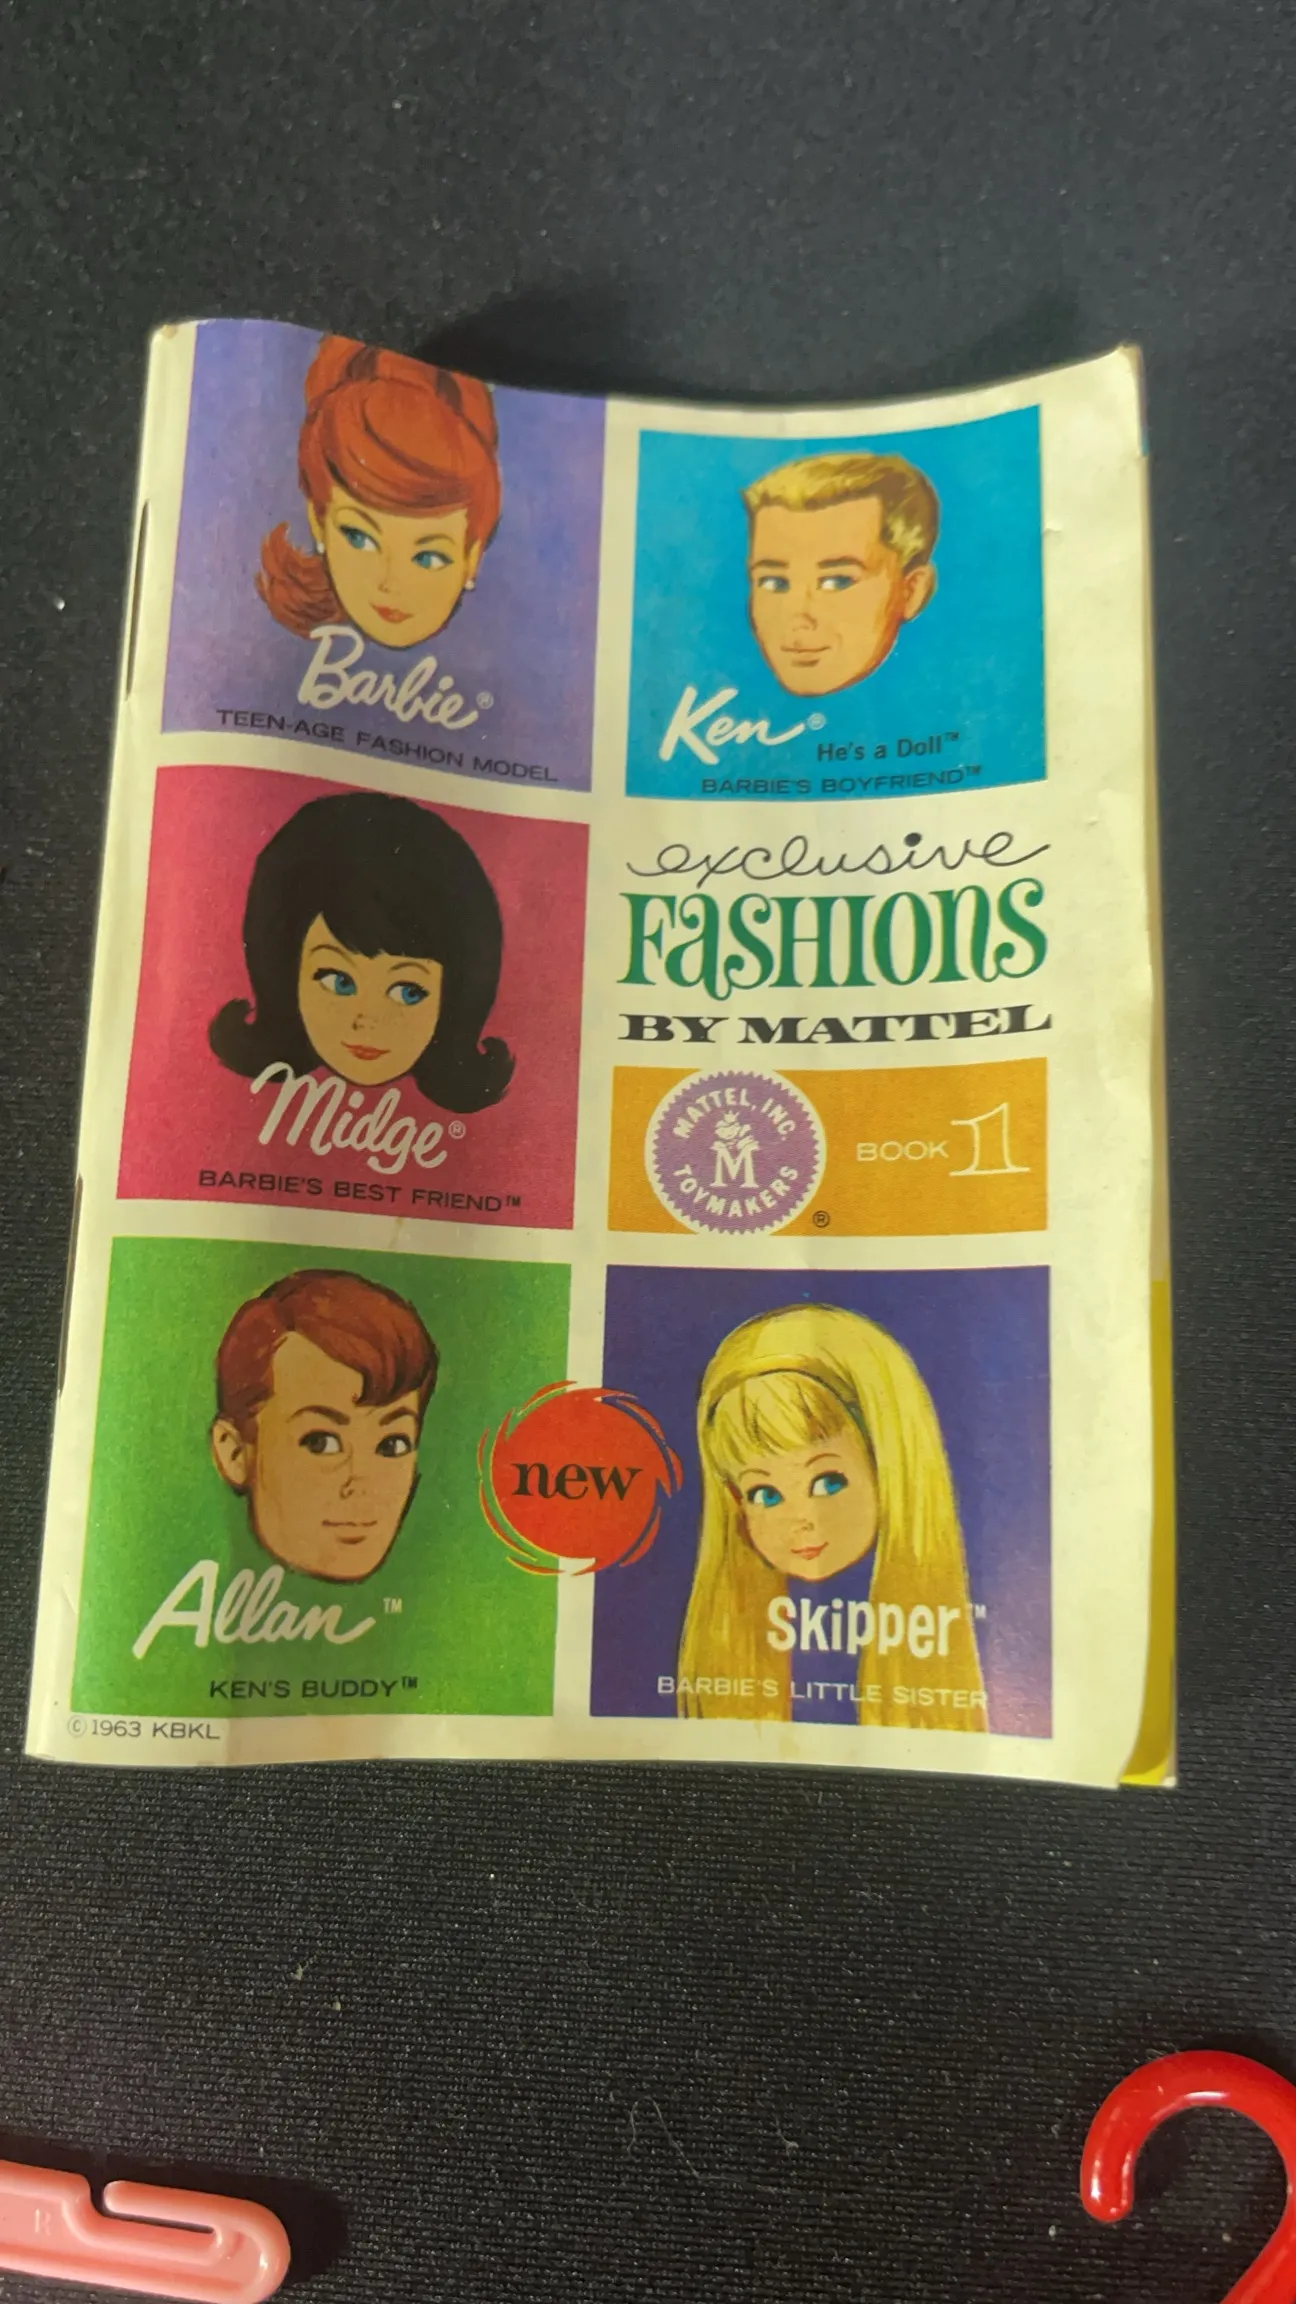 Barbie®
TEEN-AGE FASHION MODEL
Ken®
He's a Doll™
BARBIE'S BOYFRIEND™
Midge®
BARBIE'S BEST FRIEND™
exclusive
FASHIONS
BY MATTEL
MATTEL, INC.
M
TOYMAKERS
®
BOOK 1
Allan™
KEN'S BUDDY™
new
Skipper™
BARBIE'S LITTLE SISTER
© 1963 KBKL
R